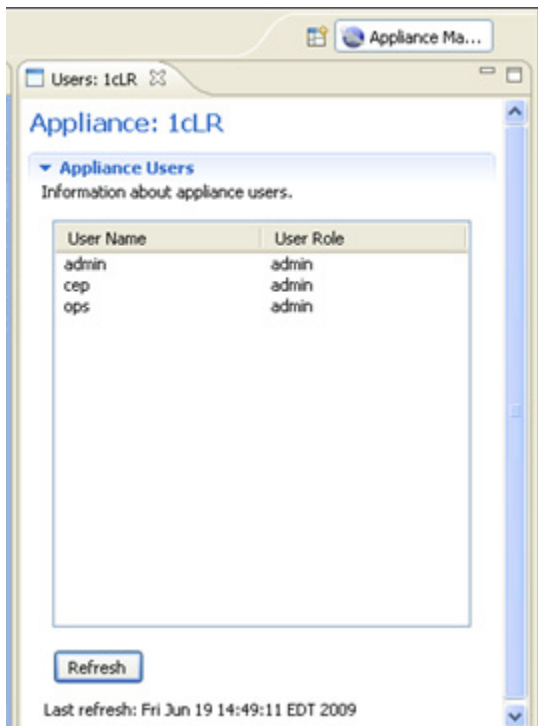 Appliance Ma...
Users: 1cLR
Appliance: 1cLR
Appliance Users
Information about appliance users.
User Name User Role
admin admin
cep admin
ops admin
Refresh
Last refresh: Fri Jun 19 14:49:11 EDT 2009